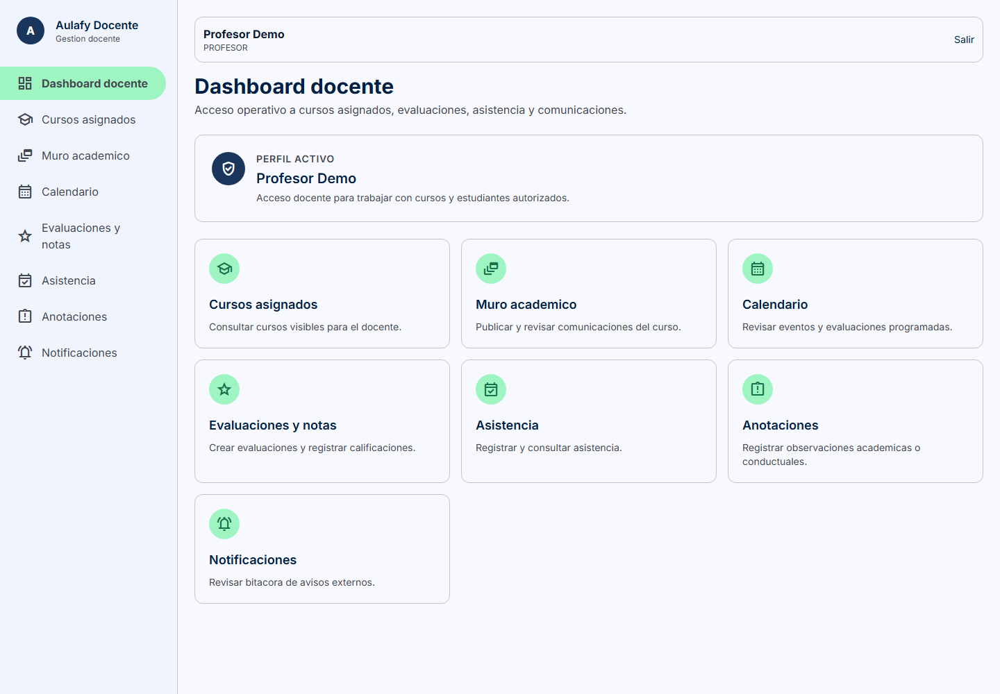 A
Aulafy Docente
Gestion docente
Dashboard docente
Cursos asignados
Muro academico
Calendario
Evaluaciones y
notas
Asistencia
Anotaciones
Notificaciones
Profesor Demo
PROFESOR
Salir
Dashboard docente
Acceso operativo a cursos asignados, evaluaciones, asistencia y comunicaciones.
PERFIL ACTIVO
Profesor Demo
Acceso docente para trabajar con cursos y estudiantes autorizados.
Cursos asignados
Consultar cursos visibles para el docente.
Muro academico
Publicar y revisar comunicaciones del curso.
Calendario
Revisar eventos y evaluaciones programadas.
Evaluaciones y notas
Crear evaluaciones y registrar calificaciones.
Asistencia
Registrar y consultar asistencia.
Anotaciones
Registrar observaciones academicas o
conductuales.
Notificaciones
Revisar bitacora de avisos externos.